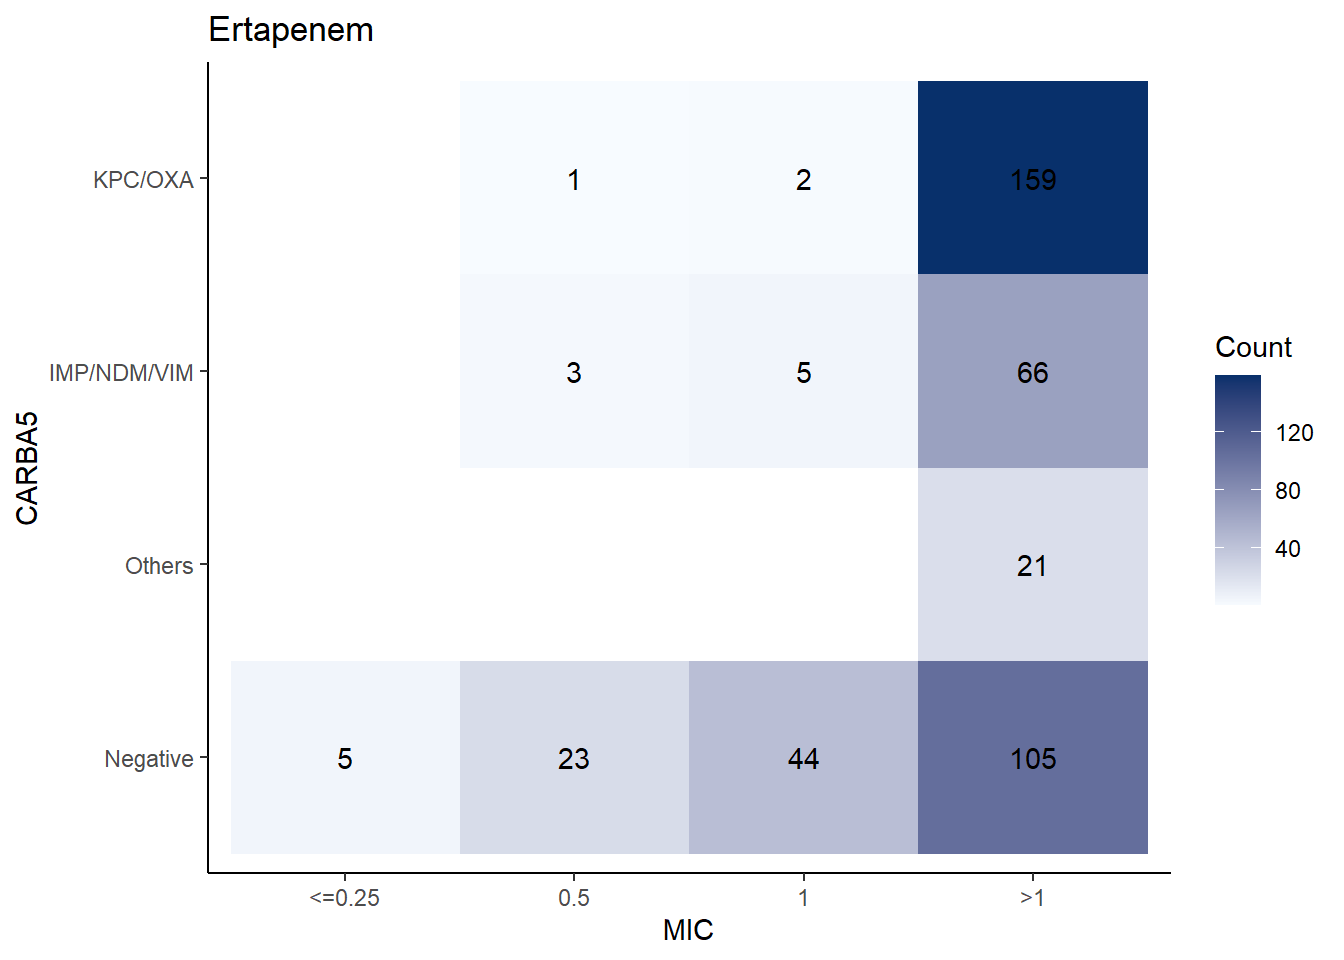 Ertapenem
KPC/OXA
1
2
159
IMP/NDM/VIM
3
5
66
Others
21
Negative
5
23
44
105
<=0.25
0.5
1
>1
MIC
CARBA5
Count
120
80
40